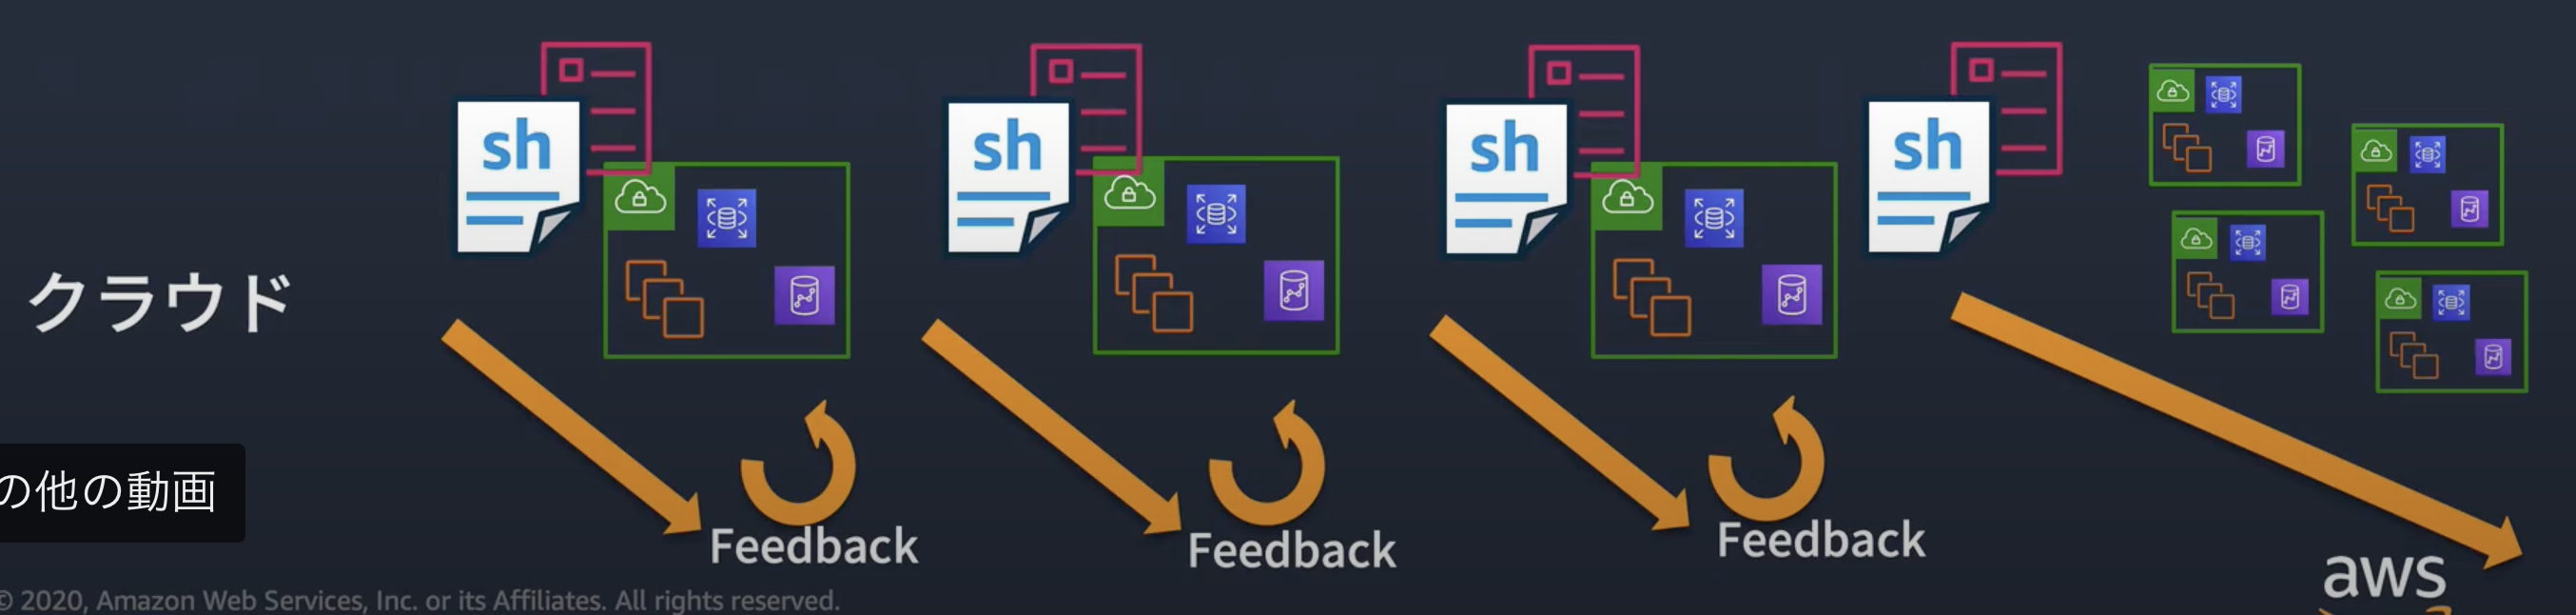 sh
sh
sh
sh
クラウド
の他の動画
Feedback
Feedback
Feedback
aws
© 2020, Amazon Web Services, Inc. or its Affiliates. All rights reserved.